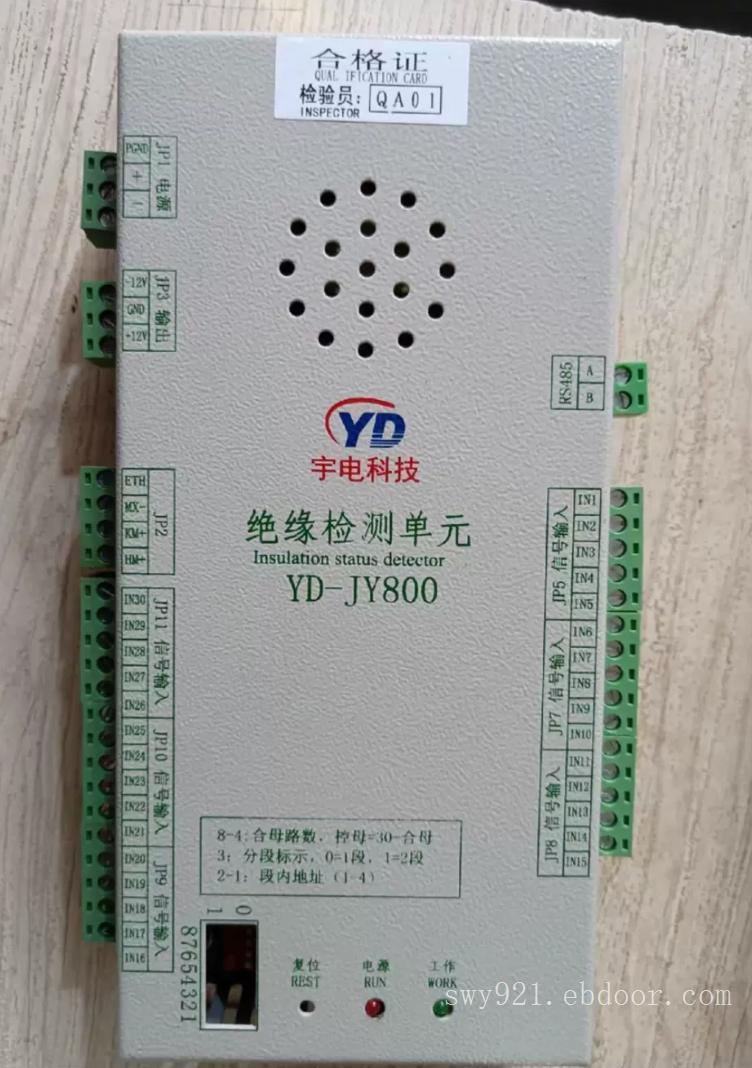 合格证
QUAL IFICATION CARD
检验员：
INSPECTOR
QA01
JP1 电源
PGND
+
-
JP3 输出
-12V
GND
+12V
RS485
A
B
YD
宇电科技
绝缘检测单元
Insulation status detector
YD-JY800
JP2
ETH
MX-
KM+
JP11 信号输入
IN30
IN29
IN28
IN27
IN26
JP10 信号输入
IN25
IN24
IN23
IN22
IN21
JP9 信号输入
IN20
IN19
IN18
IN17
IN16
JP5 信号输入
IN1
IN2
IN3
IN4
IN5
JP7 信号输入
IN6
IN7
IN8
IN9
IN10
JP8 信号输入
IN11
IN12
IN13
IN14
IN15
8-4:合母路数，控母=30-合母
3：分段标示，0=1段，1=2段
2-1：段内地址（1-4）
0
1
87654321
复位
REST
电源
RUN
工作
WORK
swy921.ebdoor.com